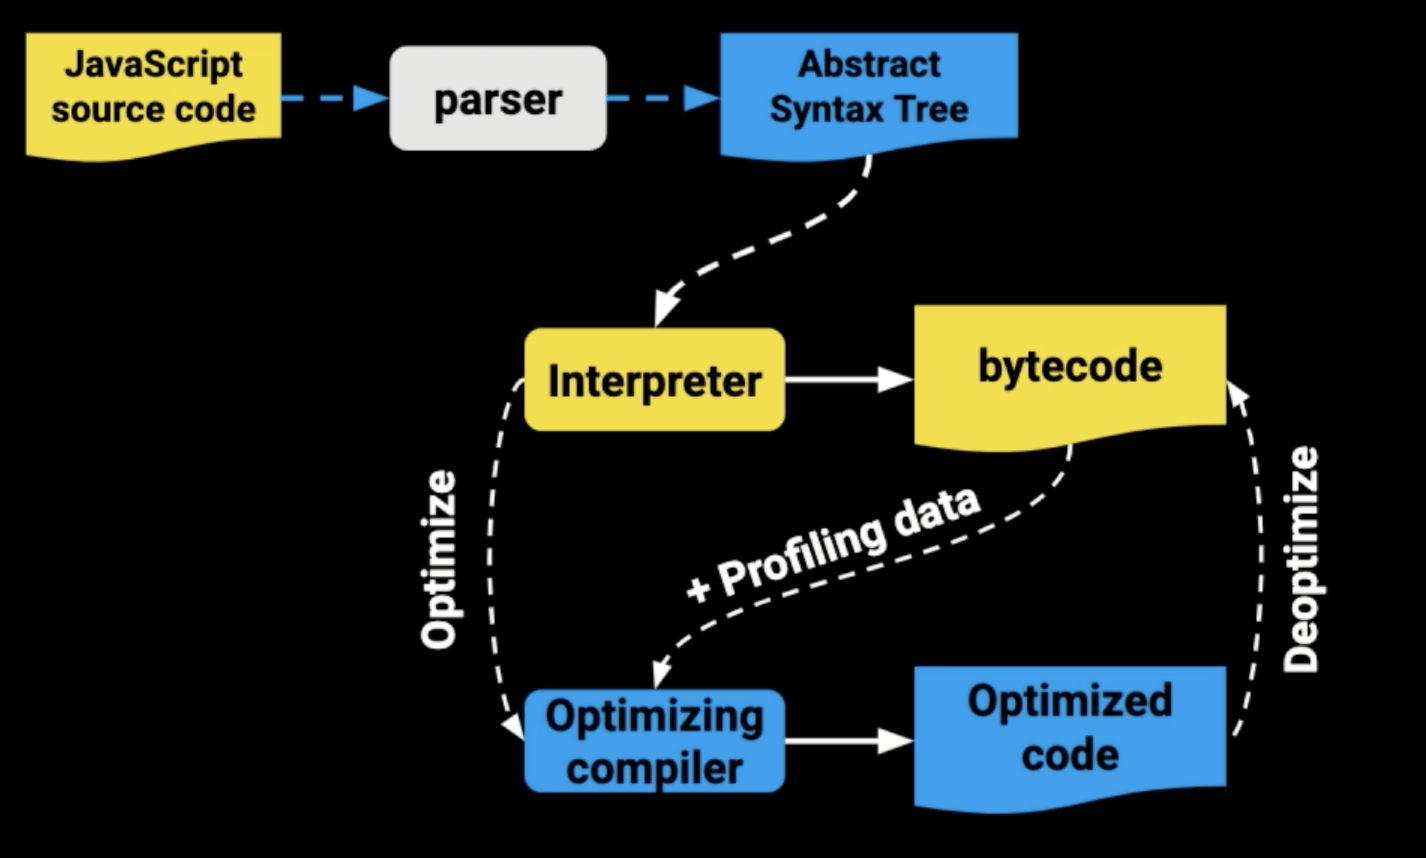 JavaScript
source code
parser
Abstract
Syntax Tree
Interpreter
bytecode
Optimize
+ Profiling data
Deoptimize
Optimizing
compiler
Optimized
code